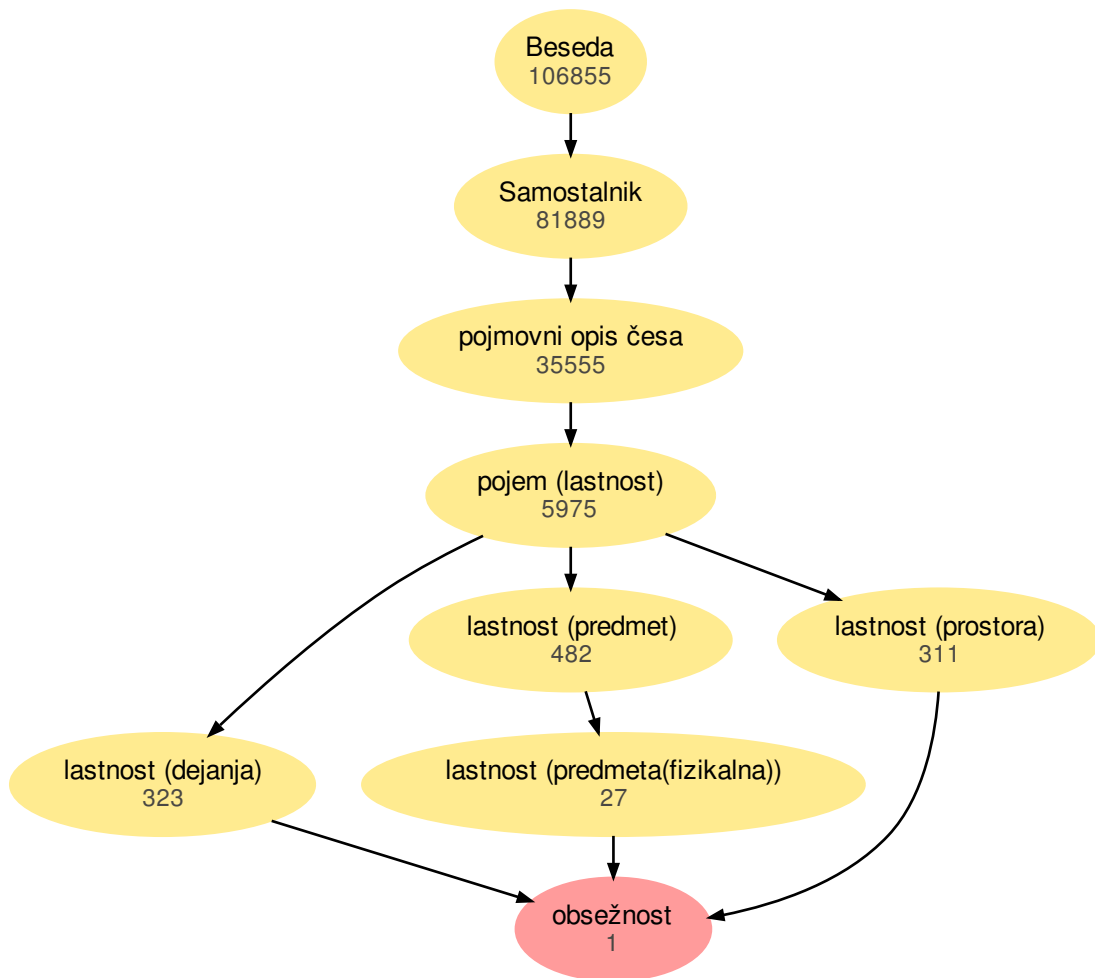 Beseda
106855
Samostalnik
81889
pojmovni opis česa
35555
pojem (lastnost)
5975
lastnost (predmet)
482
lastnost (prostora)
311
lastnost (dejanja)
323
lastnost (predmeta(fizikalna))
27
obsežnost
1